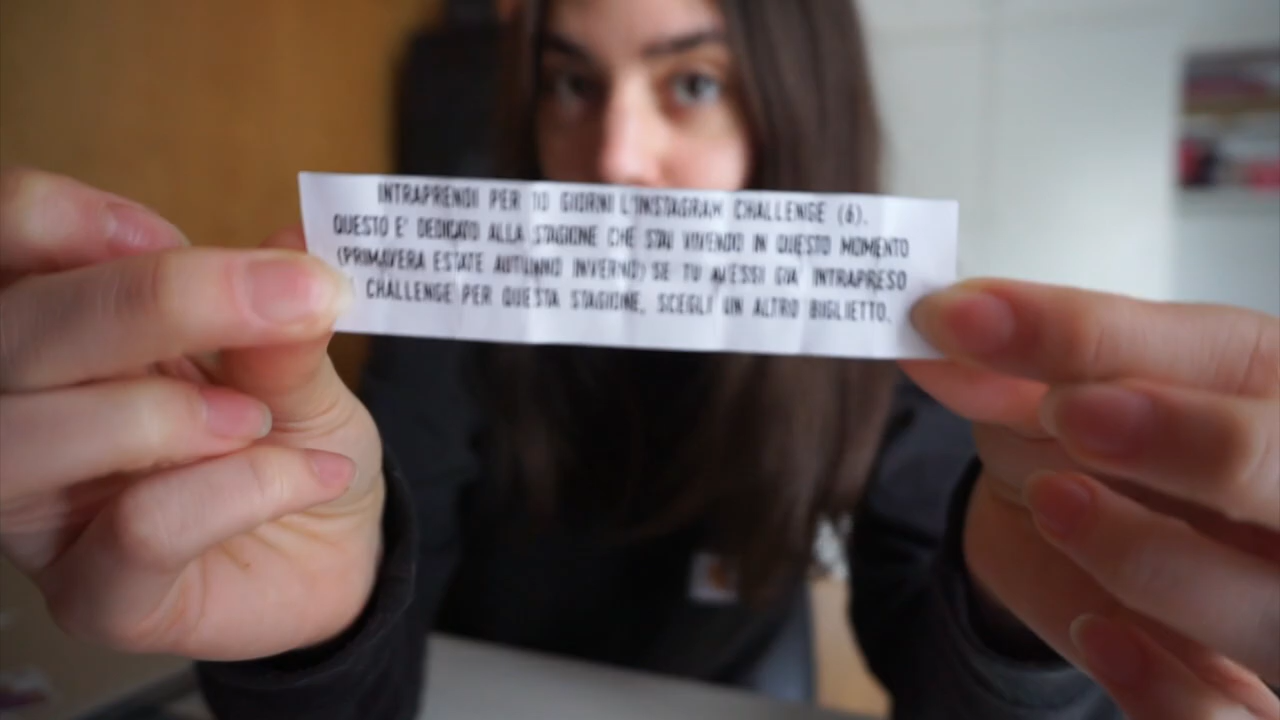 INTRAPRENDI PER 10 GIORNI L'INSTAGRAM CHALLENGE (6).
QUESTO E' DEDICATO ALLA STAGIONE CHE STAI VIVENDO IN QUESTO MOMENTO
(PRIMAVERA ESTATE AUTUNNO INVERNO) SE TU AVESSI GIA' INTRAPRESO
CHALLENGE PER QUESTA STAGIONE, SCEGLI UN ALTRO BIGLIETTO.